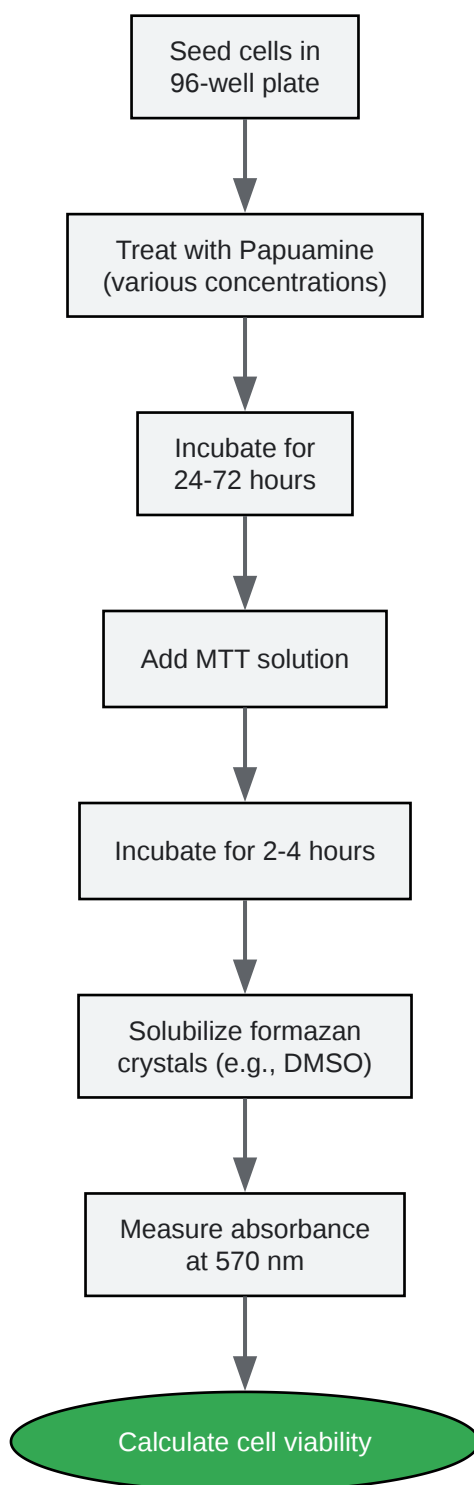 Seed cells in
96-well plate
Treat with Papuamine
(various concentrations)
Incubate for
24-72 hours
Add MTT solution
Incubate for 2-4 hours
Solubilize formazan
crystals (e.g., DMSO)
Measure absorbance
at 570 nm
Calculate cell viability